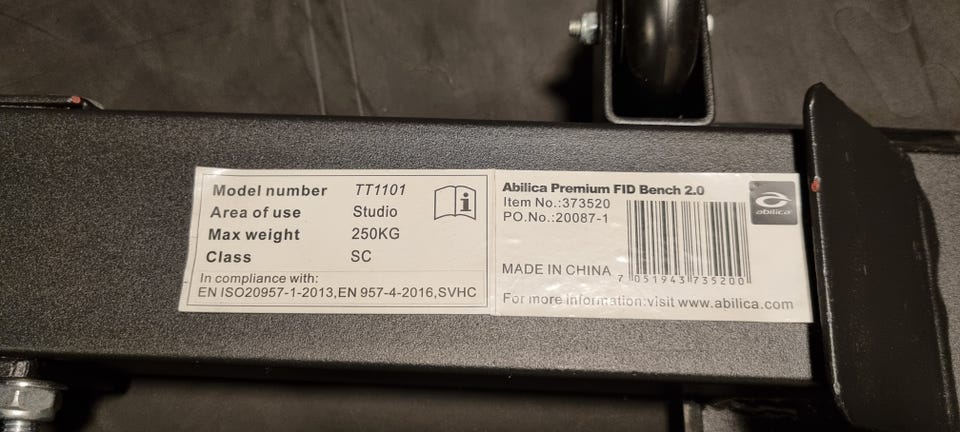 Model number TT1101
Area of use Studio
Max weight 250KG
Class SC
In compliance with:
EN ISO20957-1-2013,EN 957-4-2016,SVHC
Abilica Premium FID Bench 2.0
Item No.:373520
PO.No.:20087-1
abilica
MADE IN CHINA
7 051943 735200
For more information:visit www.abilica.com